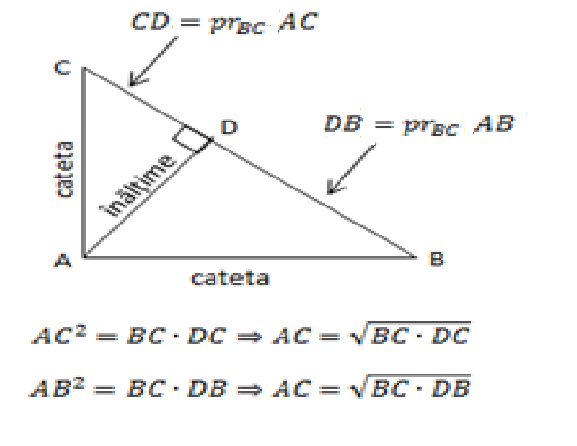 CD = pr_BC AC
C
D
DB = pr_BC AB
cateta
înălțime
A
B
cateta
AC² = BC · DC ⇒ AC = √BC · DC
AB² = BC · DB ⇒ AC = √BC · DB